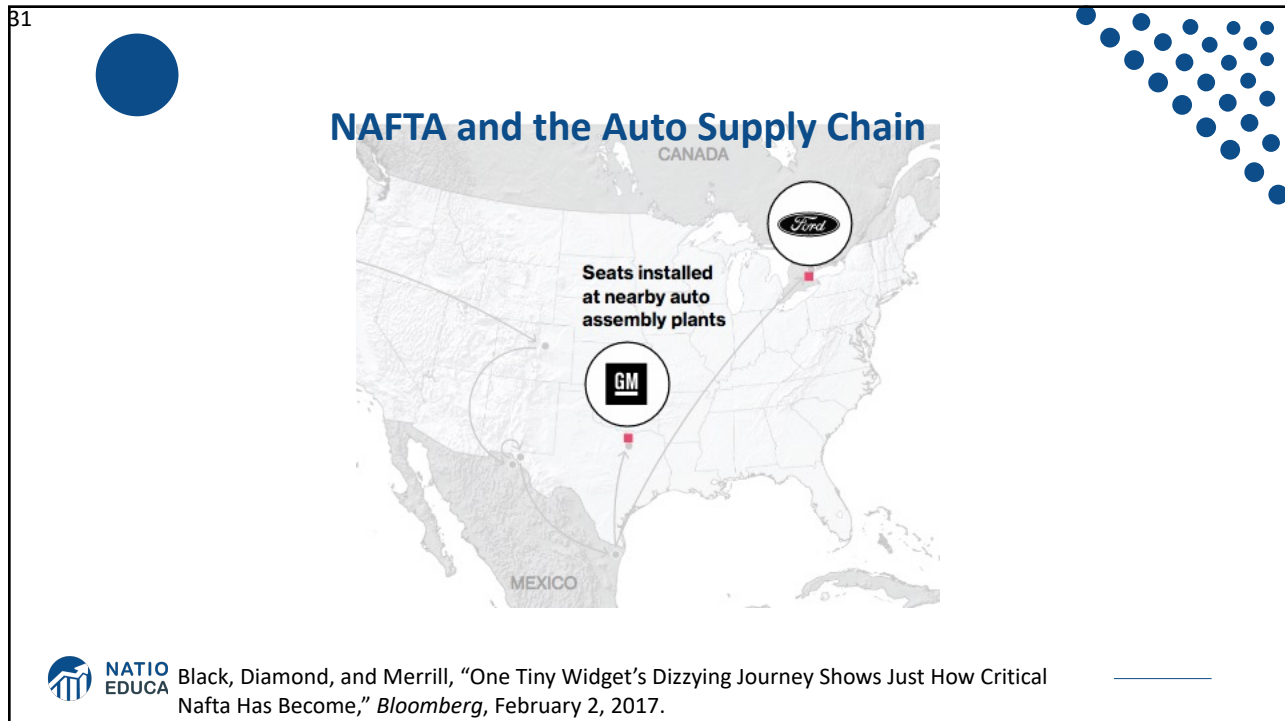 31
NAFTA and the Auto Supply Chain
CANADA
Ford
Seats installed
at nearby auto
assembly plants
GM
MEXICO
NATIO
EDUCA
Black, Diamond, and Merrill, “One Tiny Widget’s Dizzying Journey Shows Just How Critical
Nafta Has Become,” Bloomberg, February 2, 2017.